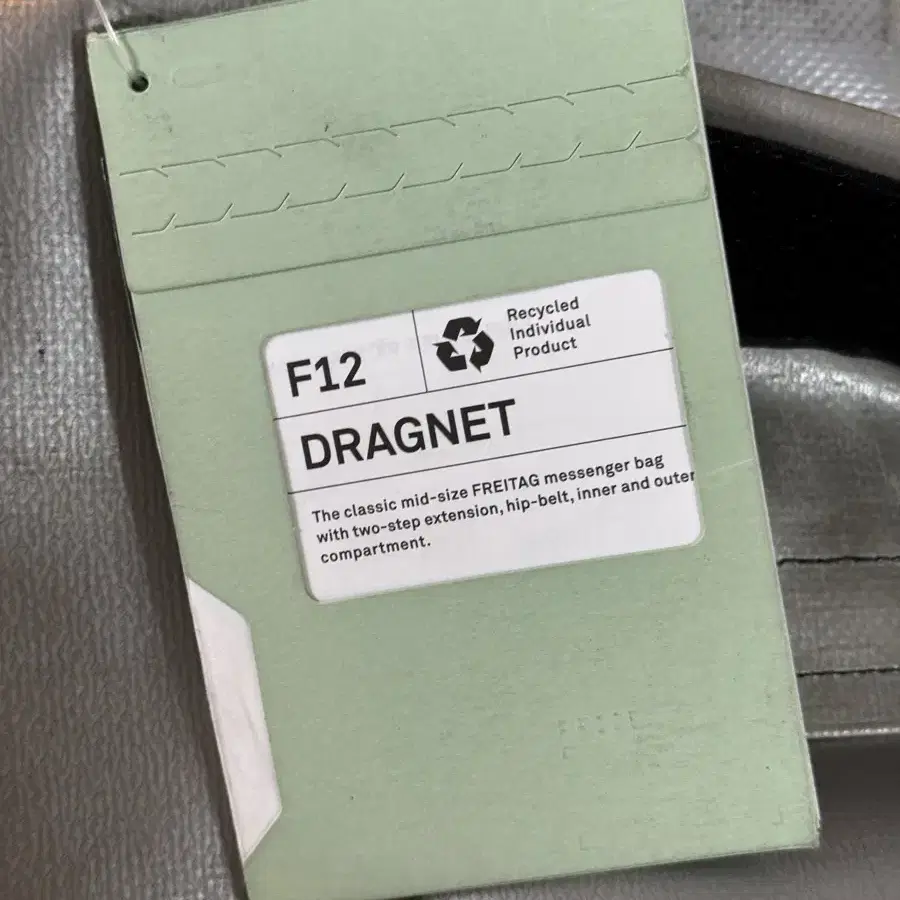 F12
Recycled
Individual
Product
DRAGNET
The classic mid-size FREITAG messenger bag
with two-step extension, hip-belt, inner and outer
compartment.